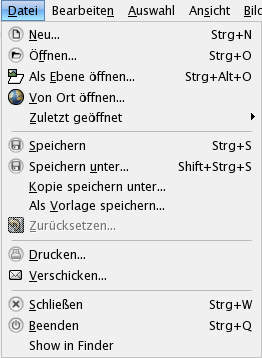 Datei Bearbeiten Auswahl Ansicht Bil
Neu... Strg+N
Öffnen... Strg+O
Als Ebene öffnen... Strg+Alt+O
Von Ort öffnen...
Zuletzt geöffnet
Speichern Strg+S
Speichern unter... Shift+Strg+S
Kopie speichern unter...
Als Vorlage speichern...
Zurücksetzen...
Drucken...
Verschicken...
Schließen Strg+W
Beenden Strg+Q
Show in Finder